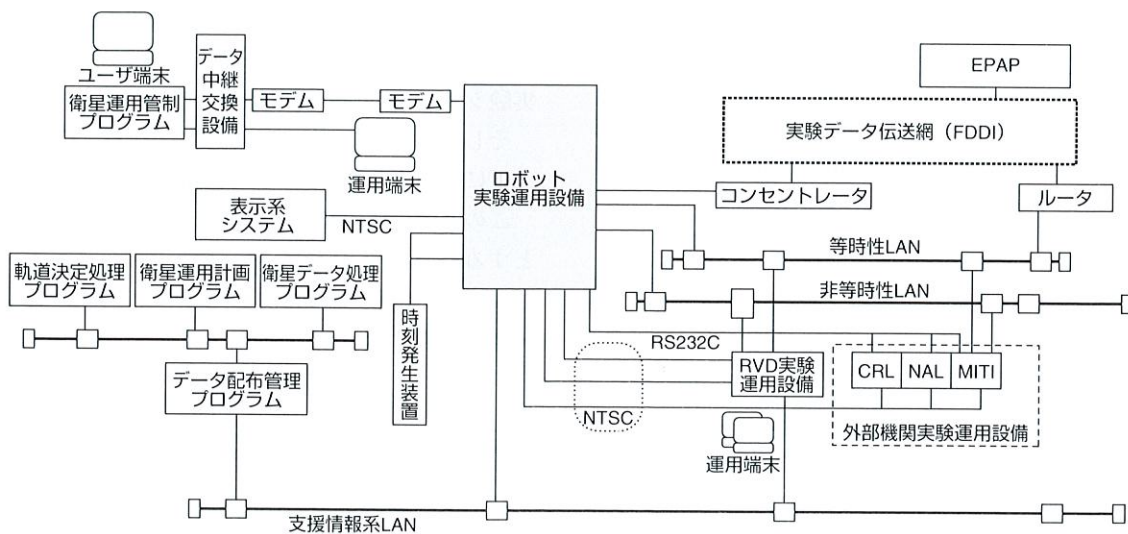 ユーザ端末
衛星運用管制
プログラム
データ
中継
交換
設備
モデム
モデム
運用端末
ロボット
実験運用設備
EPAP
実験データ伝送網（FDDI）
コンセントレータ
ルータ
表示系
システム
NTSC
等時性LAN
非等時性LAN
軌道決定処理
プログラム
衛星運用計画
プログラム
衛星データ処理
プログラム
時刻発生装置
データ配布管理
プログラム
RS232C
RVD実験
運用設備
CRL
NAL
MITI
NTSC
外部機関実験運用設備
運用端末
支援情報系LAN